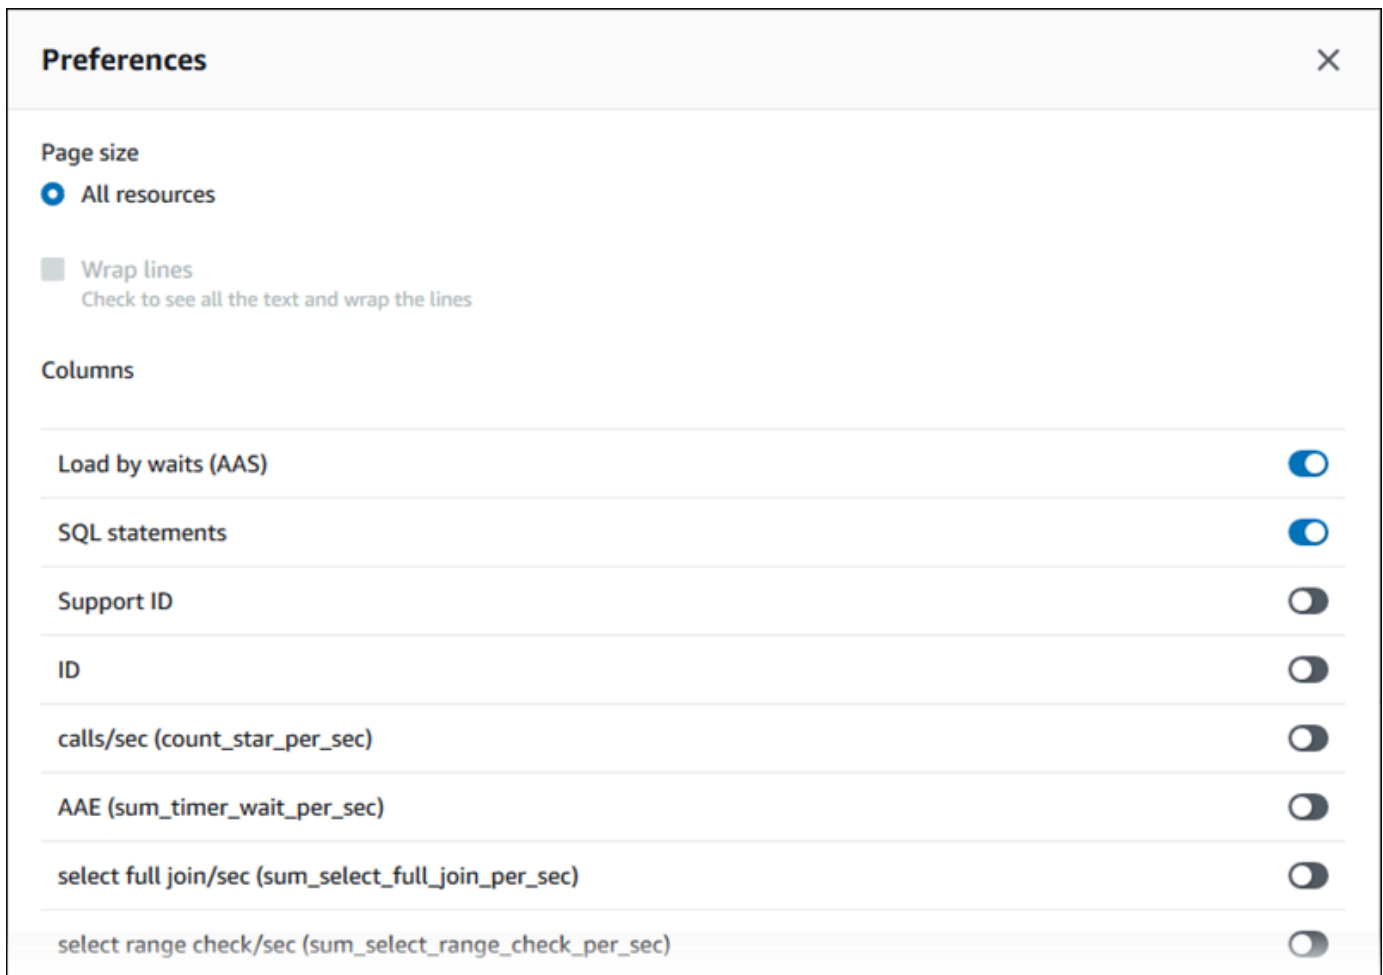 Preferences
Page size
All resources
Wrap lines
Check to see all the text and wrap the lines
Columns
Load by waits (AAS)
SQL statements
Support ID
ID
calls/sec (count_star_per_sec)
AAE (sum_timer_wait_per_sec)
select full join/sec (sum_select_full_join_per_sec)
select range check/sec (sum_select_range_check_per_sec)